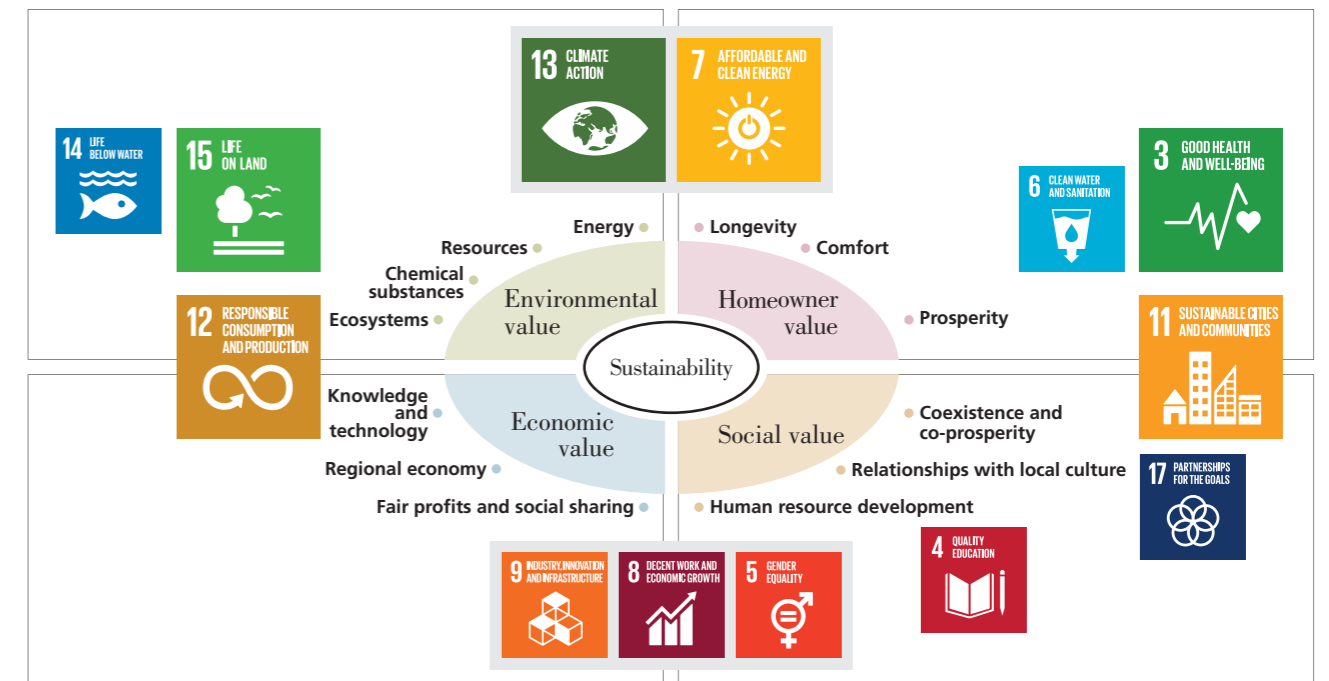 13 CLIMATE
ACTION
7 AFFORDABLE AND
CLEAN ENERGY
14 LIFE
BELOW WATER
15 LIFE
ON LAND
6 CLEAN WATER
AND SANITATION
3 GOOD HEALTH
AND WELL-BEING
Energy
Resources
Chemical
substances
Ecosystems
Longevity
Comfort
Prosperity
Environmental
value
Homeowner
value
12 RESPONSIBLE
CONSUMPTION
AND PRODUCTION
11 SUSTAINABLE CITIES
AND COMMUNITIES
Sustainability
Knowledge
and
technology
Regional economy
Fair profits and social sharing
Economic
value
Social value
Coexistence and
co-prosperity
Relationships with local culture
Human resource development
17 PARTNERSHIPS
FOR THE GOALS
9 INDUSTRY, INNOVATION
AND INFRASTRUCTURE
8 DECENT WORK AND
ECONOMIC GROWTH
5 GENDER
EQUALITY
4 QUALITY
EDUCATION